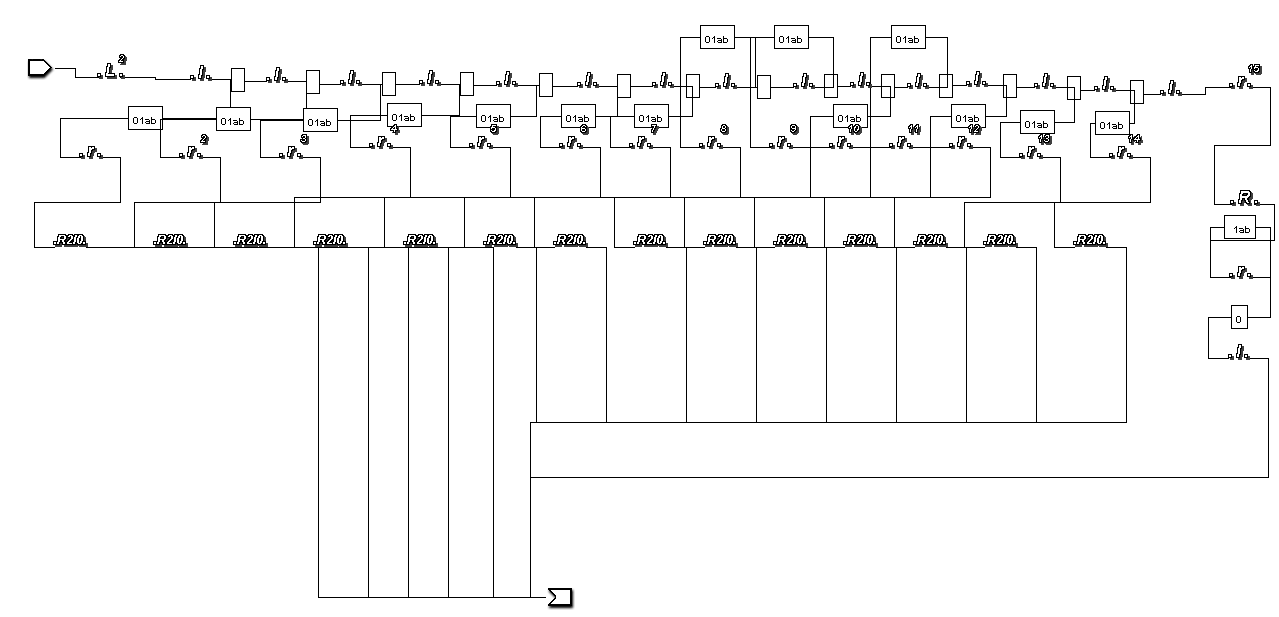 01ab 01ab 01ab
.L. 2 .l. .l. .l. .l. .l. .l. .l. .l. .l. .l. .l. .l. .l. .l. .r. 15
01ab 01ab 01ab 01ab 01ab 01ab 01ab 01ab 01ab 01ab 01ab
.r. .r. 2 .r. 3 .r. 4 .r. 5 .r. 6 .r. 7 .r. 8 .r. 9 .r. 10 .r. 11 .r. 12 .r. 13 .r. 14
.R.
1ab
.R2l0. .R2l0. .R2l0. .R2l0. .R2l0. .R2l0. .R2l0. .R2l0. .R2l0. .R2l0. .R2l0. .R2l0. .R2l0. .R2l0.
.r.
0
.l.